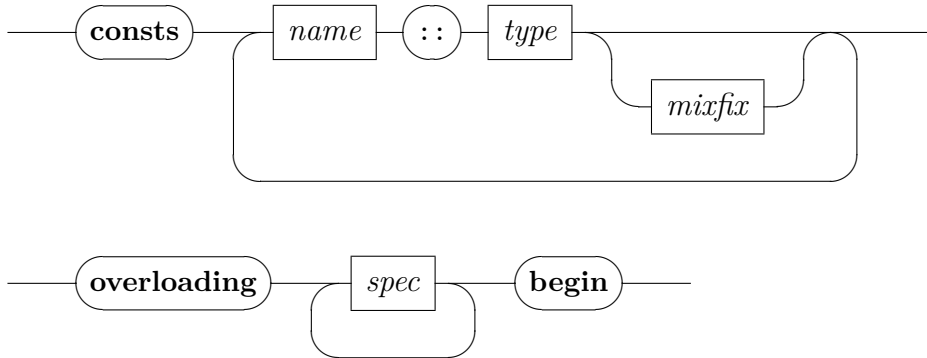 consts name :: type
mixfix
overloading spec begin